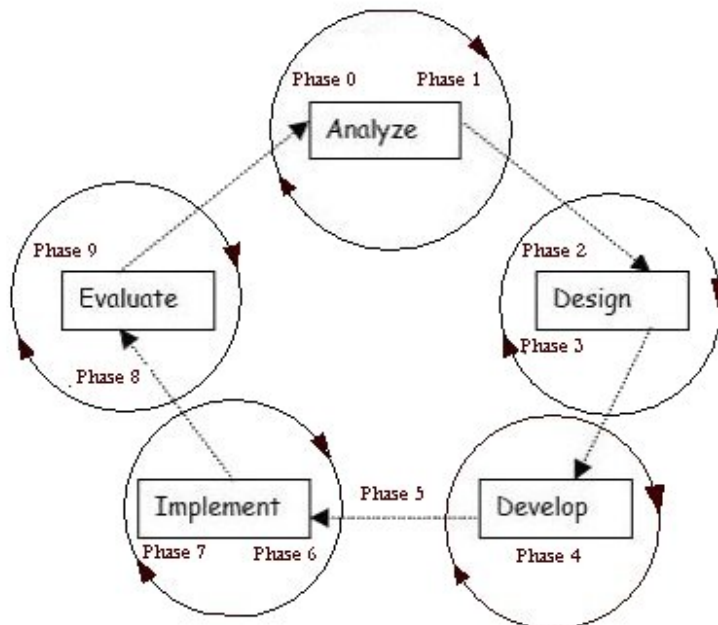 Phase 0 Phase 1
Analyze
Phase 9
Evaluate
Phase 8
Phase 2
Design
Phase 3
Implement
Phase 7 Phase 6
Phase 5
Develop
Phase 4